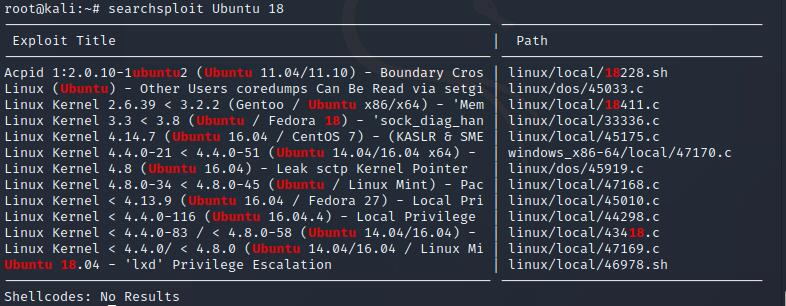 root@kali:~# searchsploit Ubuntu 18
Exploit Title | Path
Acpid 1:2.0.10-1ubuntu2 (Ubuntu 11.04/11.10) - Boundary Cros | linux/local/18228.sh
Linux (Ubuntu) - Other Users coredumps Can Be Read via setgi | linux/dos/45033.c
Linux Kernel 2.6.39 < 3.2.2 (Gentoo / Ubuntu x86/x64) - 'Mem | linux/local/18411.c
Linux Kernel 3.3 < 3.8 (Ubuntu / Fedora 18) - 'sock_diag_han | linux/local/33336.c
Linux Kernel 4.14.7 (Ubuntu 16.04 / CentOS 7) - (KASLR & SME | linux/local/45175.c
Linux Kernel 4.4.0-21 < 4.4.0-51 (Ubuntu 14.04/16.04 x64) - | windows_x86-64/local/47170.c
Linux Kernel 4.8 (Ubuntu 16.04) - Leak sctp Kernel Pointer | linux/dos/45919.c
Linux Kernel 4.8.0-34 < 4.8.0-45 (Ubuntu / Linux Mint) - Pac | linux/local/47168.c
Linux Kernel < 4.13.9 (Ubuntu 16.04 / Fedora 27) - Local Pri | linux/local/45010.c
Linux Kernel < 4.4.0-116 (Ubuntu 16.04.4) - Local Privilege | linux/local/44298.c
Linux Kernel < 4.4.0-83 / < 4.8.0-58 (Ubuntu 14.04/16.04) - | linux/local/43418.c
Linux Kernel < 4.4.0/ < 4.8.0 (Ubuntu 14.04/16.04 / Linux Mi | linux/local/47169.c
Ubuntu 18.04 - 'lxd' Privilege Escalation | linux/local/46978.sh
Shellcodes: No Results